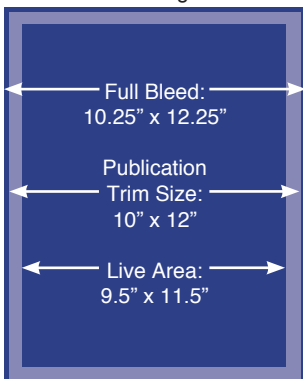 Full Bleed:
10.25” x 12.25”
Publication
Trim Size:
10” x 12”
Live Area:
9.5” x 11.5”